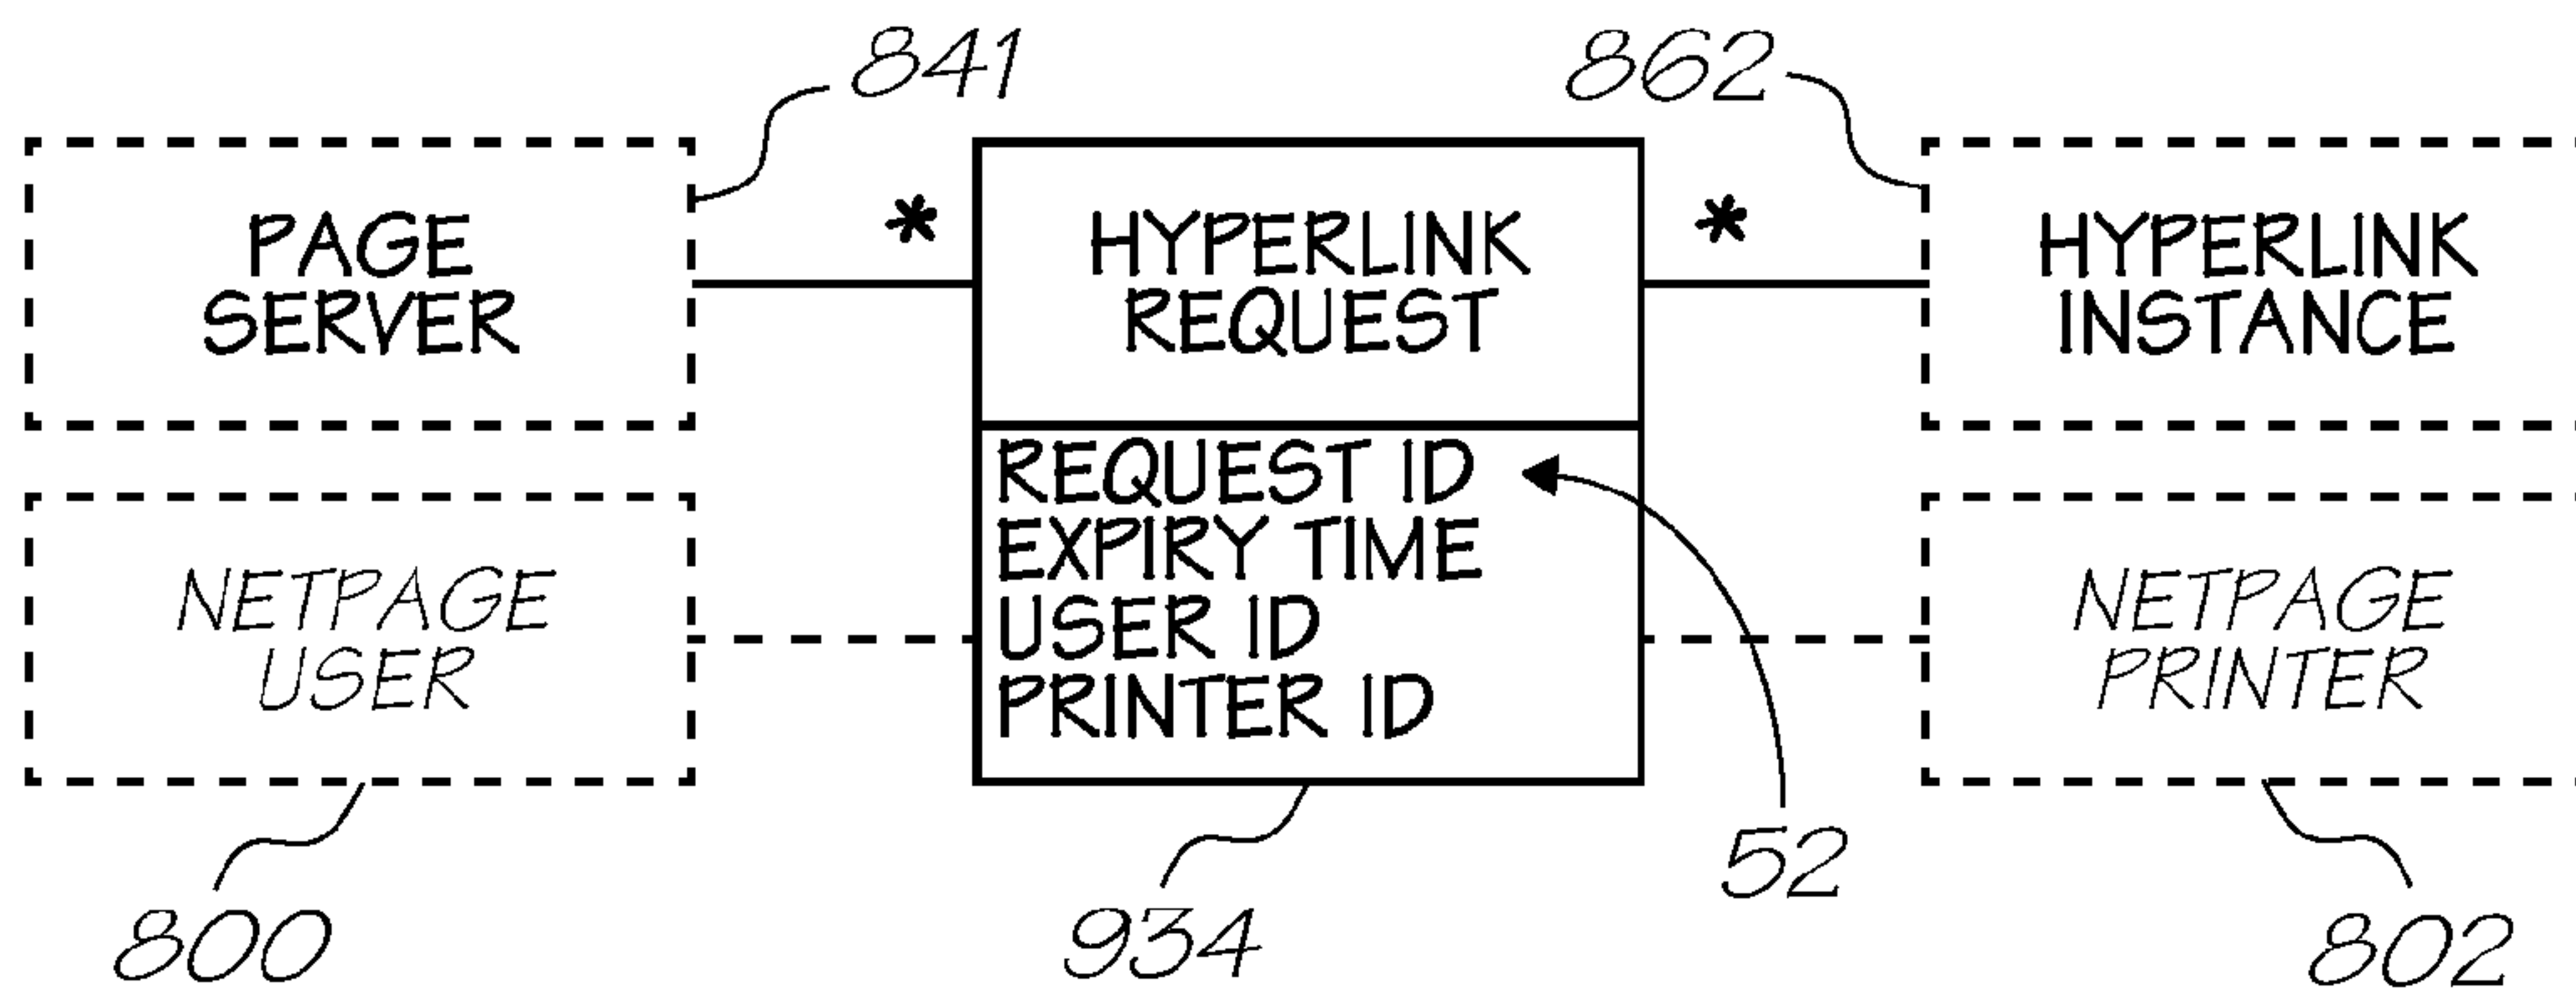 841
862
PAGE
SERVER
*
HYPERLINK
REQUEST
*
HYPERLINK
INSTANCE
REQUEST ID
EXPIRY TIME
USER ID
PRINTER ID
NETPAGE
USER
NETPAGE
PRINTER
800
934
52
802